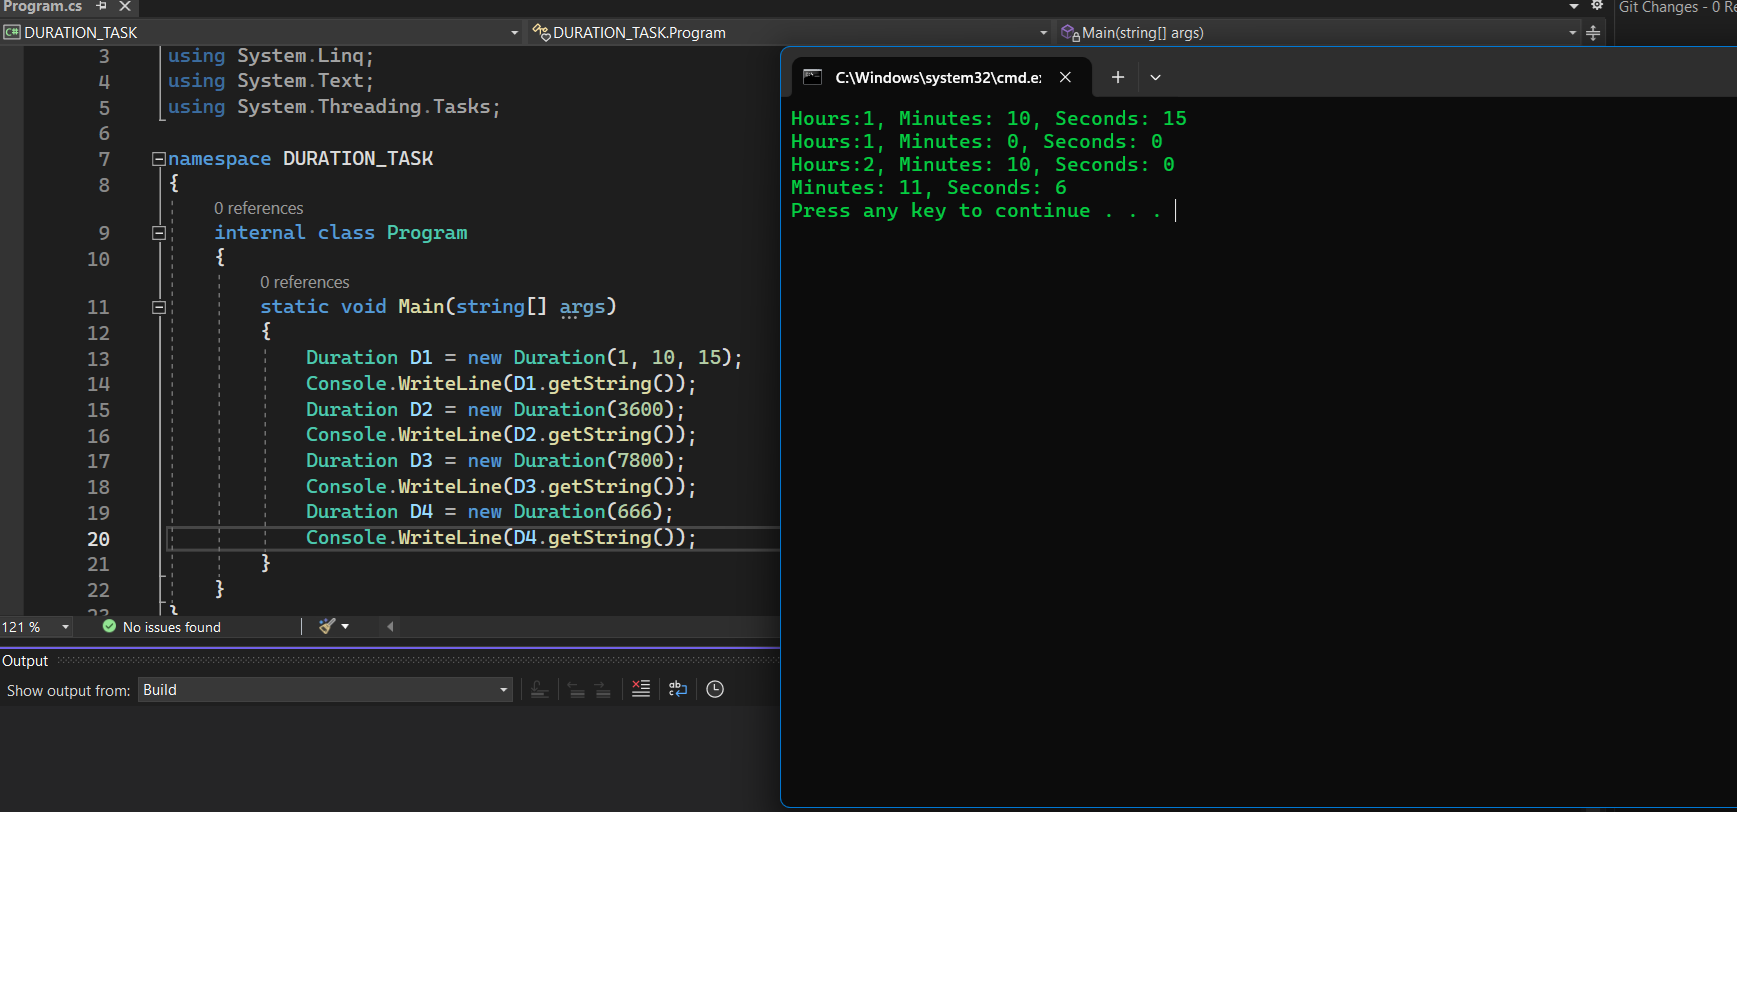 Program.cs
Git Changes - 0 Re
DURATION_TASK
DURATION_TASK.Program
Main(string[] args)
3 using System.Linq;
4 using System.Text;
5 using System.Threading.Tasks;
6
7 namespace DURATION_TASK
8 {
0 references
9 internal class Program
10 {
0 references
11 static void Main(string[] args)
12 {
13 Duration D1 = new Duration(1, 10, 15);
14 Console.WriteLine(D1.getString());
15 Duration D2 = new Duration(3600);
16 Console.WriteLine(D2.getString());
17 Duration D3 = new Duration(7800);
18 Console.WriteLine(D3.getString());
19 Duration D4 = new Duration(666);
20 Console.WriteLine(D4.getString());
21 }
22 }
23 }
121 %
No issues found
Output
Show output from: Build
C:\Windows\system32\cmd.e:
Hours:1, Minutes: 10, Seconds: 15
Hours:1, Minutes: 0, Seconds: 0
Hours:2, Minutes: 10, Seconds: 0
Minutes: 11, Seconds: 6
Press any key to continue . . .